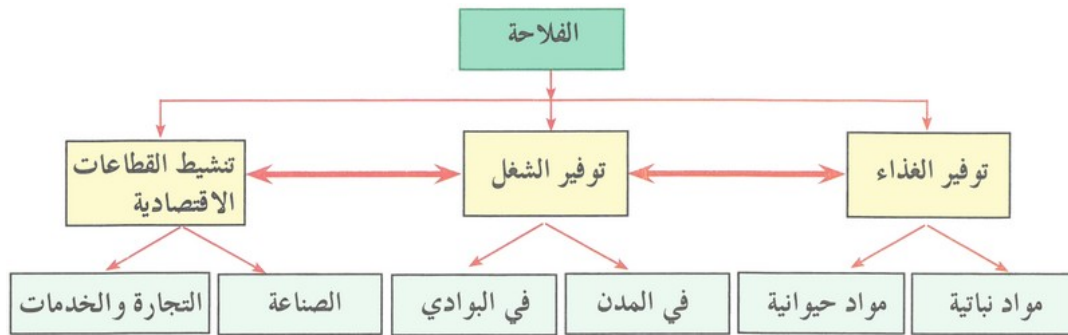 الفلاحة
توفير الغذاء
توفير الشغل
تنشيط القطاعات
الاقتصادية
مواد نباتية
مواد حيوانية
في المدن
في البوادي
الصناعة
التجارة والخدمات